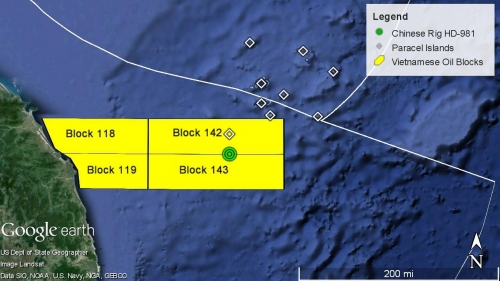 Legend
Chinese Rig HD-981
Paracel Islands
Vietnamese Oil Blocks
Block 118
Block 142
Block 119
Block 143
Google earth
US Dept of State Geographer
Image Landsat
Data SIO, NOAA, U.S. Navy, NGA, GEBCO
N
200 mi